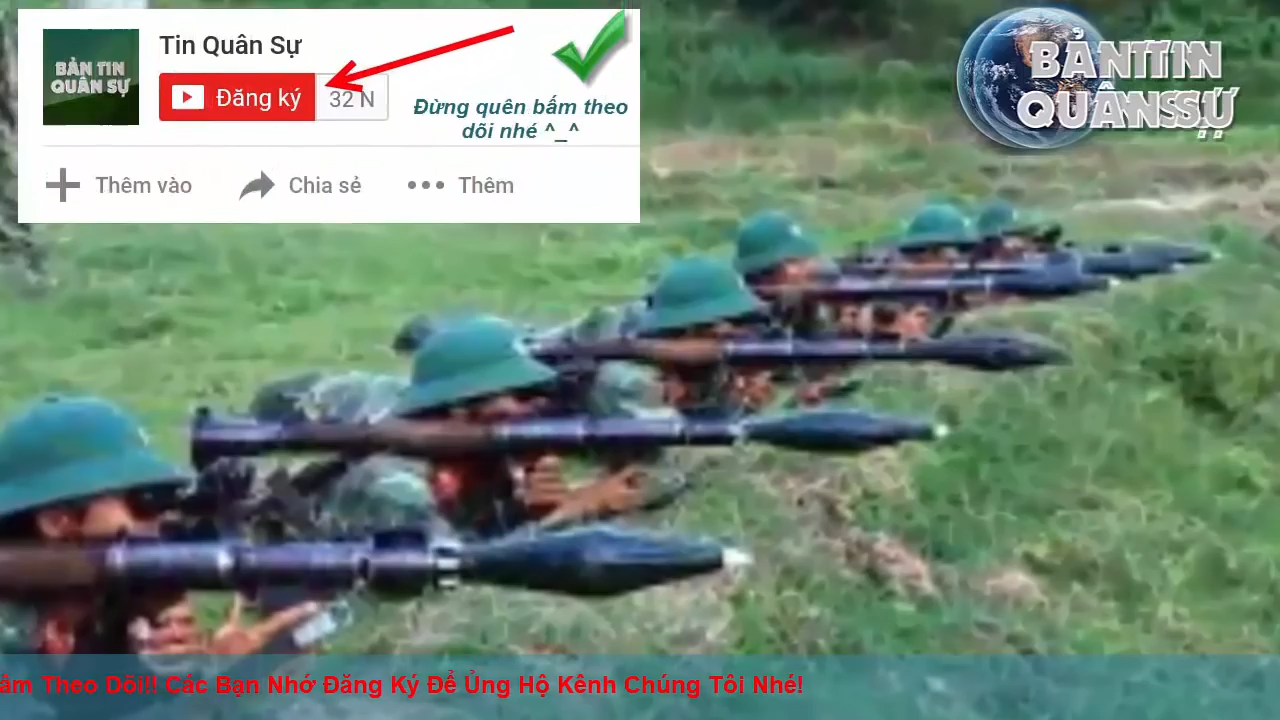 Tin Quân Sự
BẢN TIN
QUÂN SỰ
Đăng ký
32 N
Đừng quên bấm theo
dõi nhé ^_^
Thêm vào
Chia sẻ
Thêm
BẢN TIN
QUÂN SỰ
Theo Dõi!! Các Bạn Nhớ Đăng Ký Để Ủng Hộ Kênh Chúng Tôi Nhé!